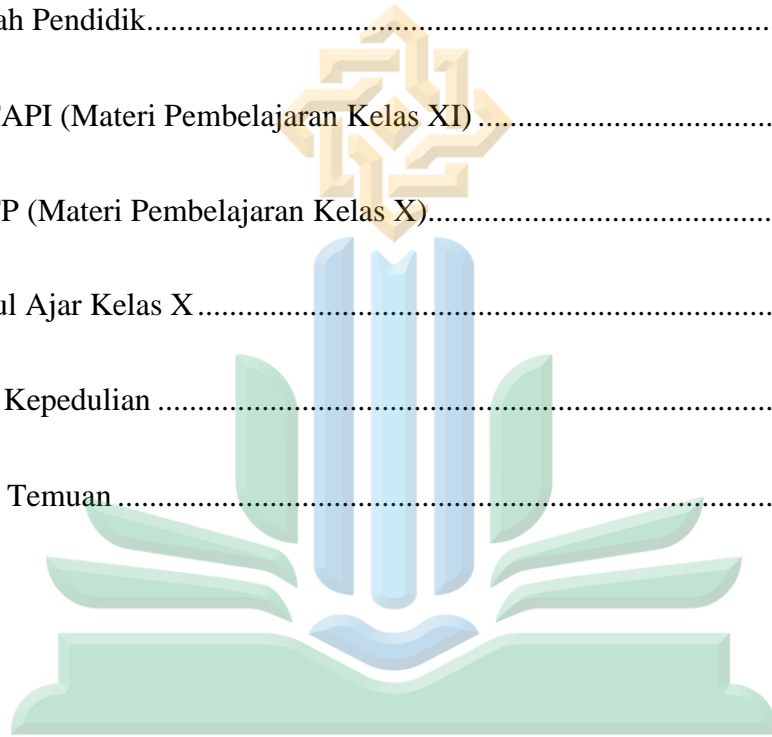 ah Pendidik..........................................................................................
API (Materi Pembelajaran Kelas XI).....................................
P (Materi Pembelajaran Kelas X)...........................................
ul Ajar Kelas X.........................................................................
Kepedulian..............................................................................
Temuan...................................................................................